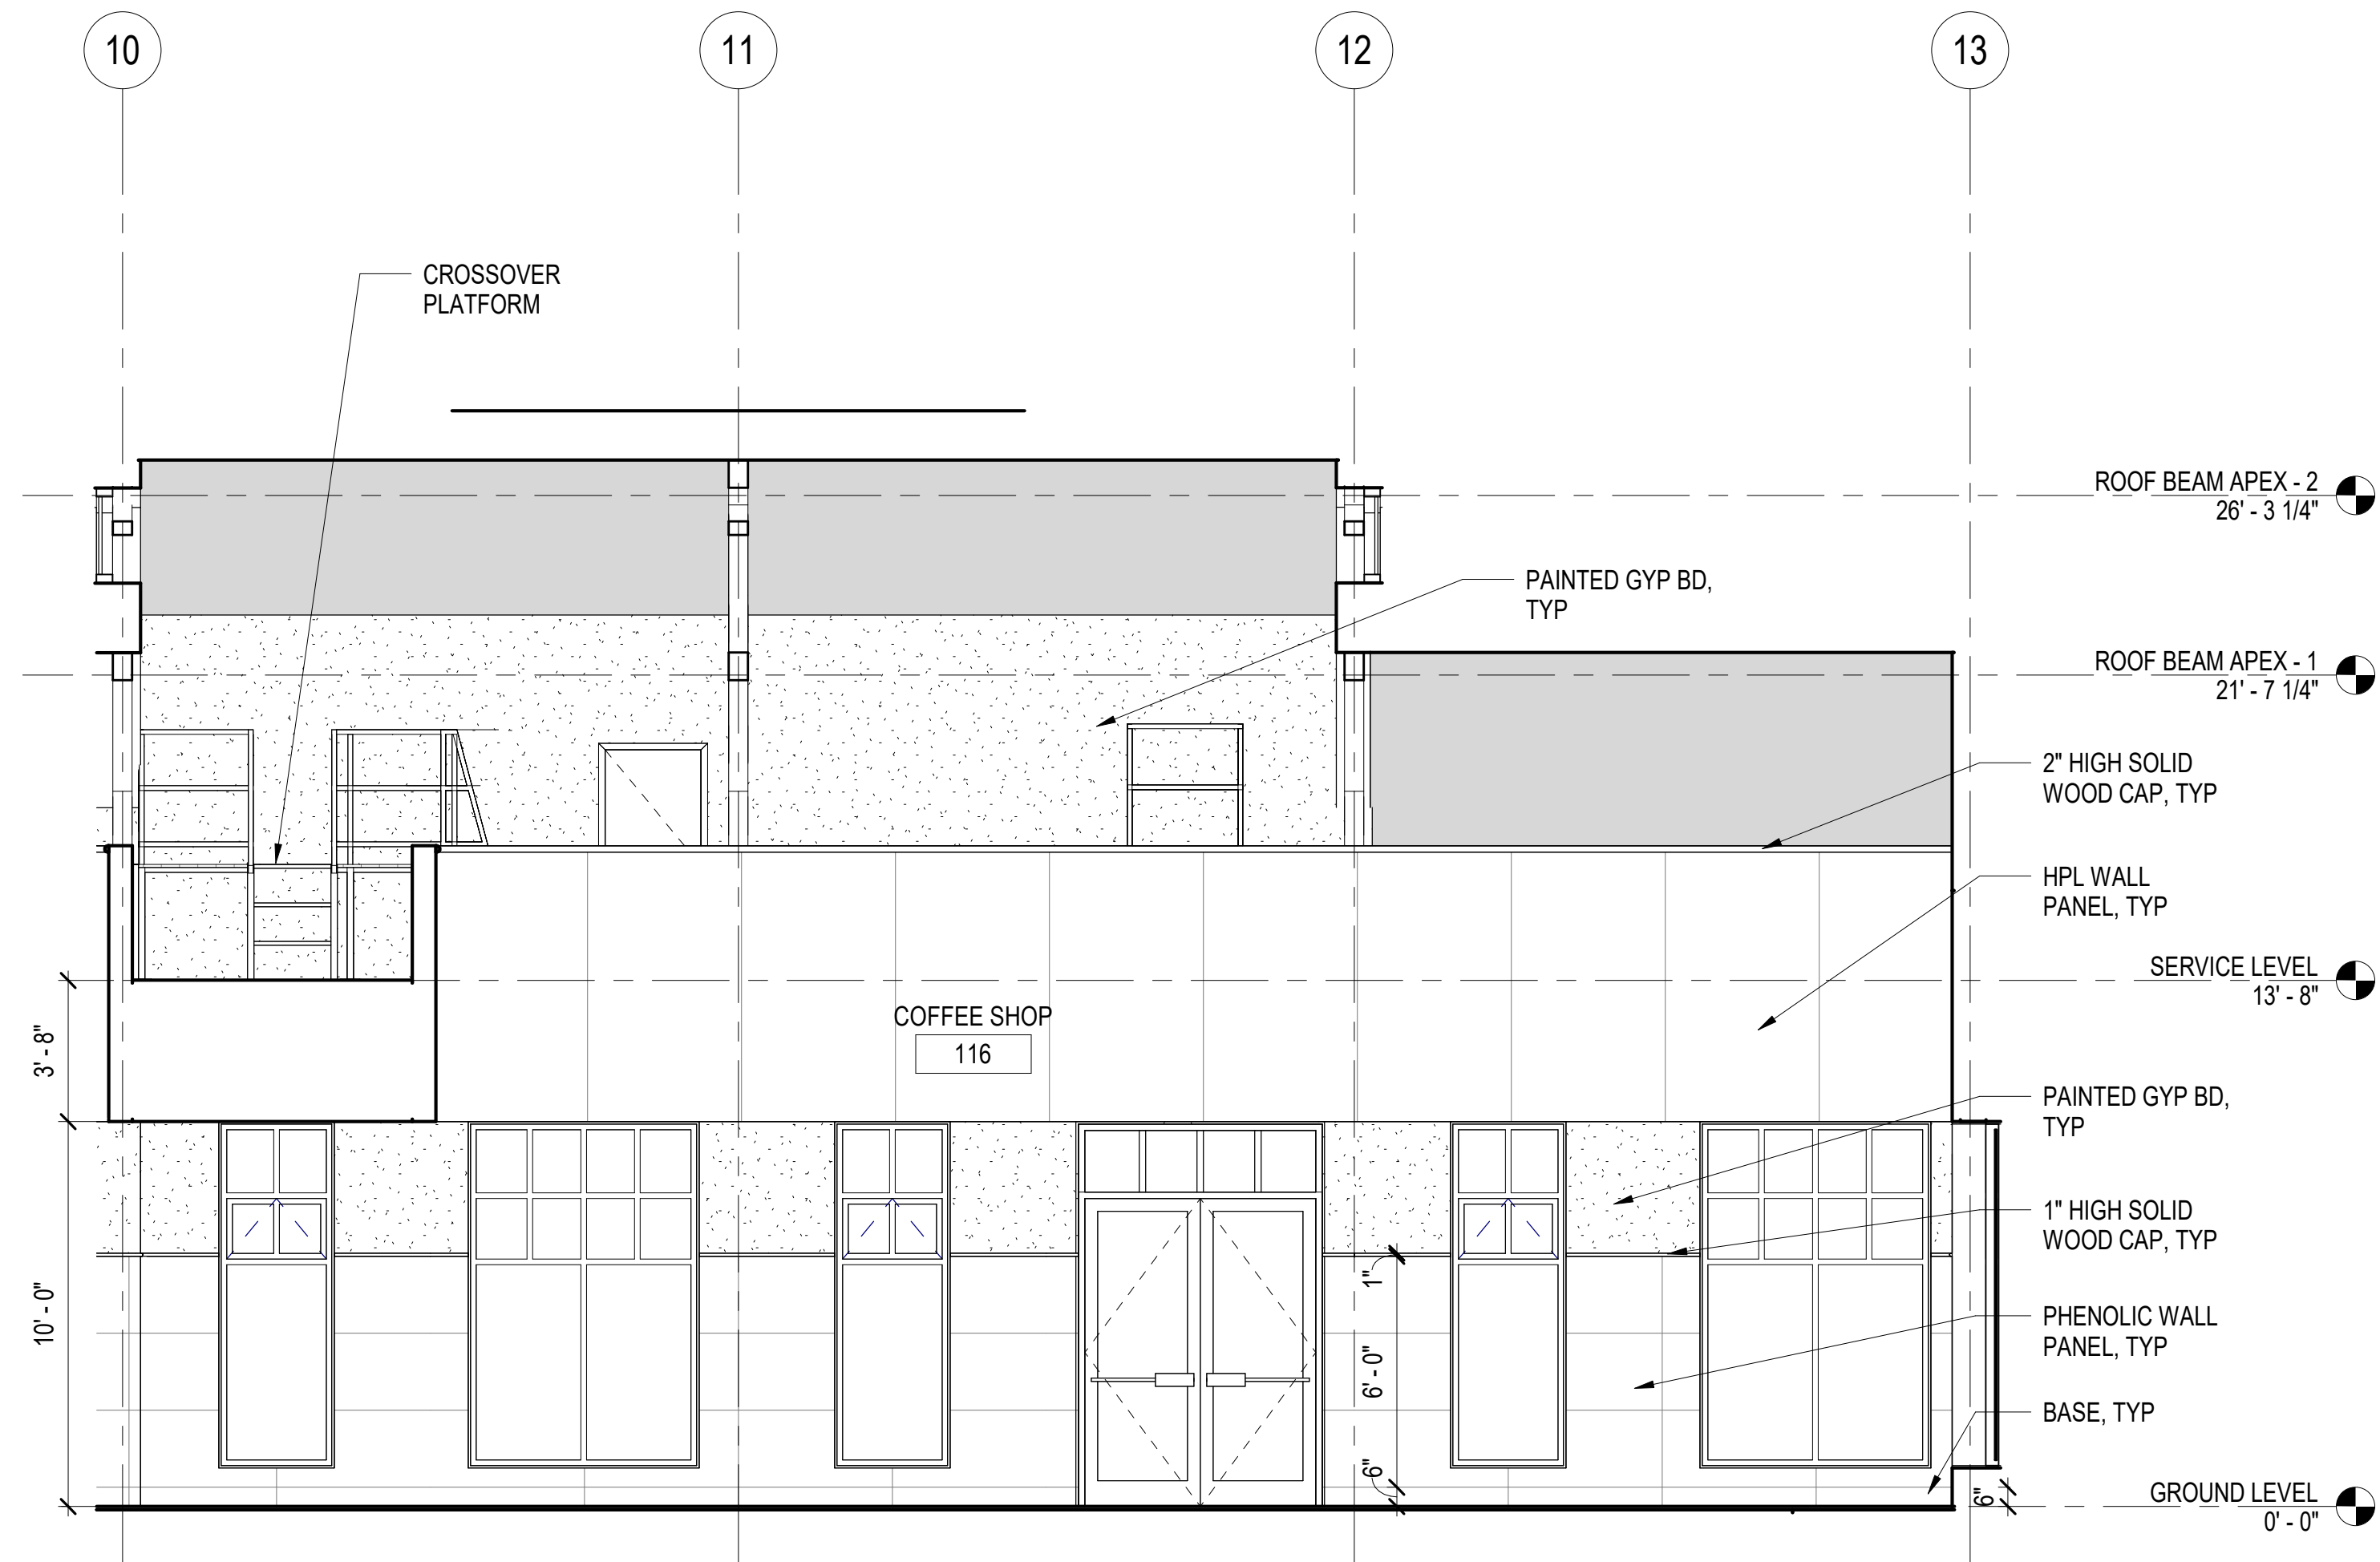 10
11
12
13
CROSSOVER
PLATFORM
ROOF BEAM APEX - 2
26' - 3 1/4"
PAINTED GYP BD,
TYP
ROOF BEAM APEX - 1
21' - 7 1/4"
2" HIGH SOLID
WOOD CAP, TYP
HPL WALL
PANEL, TYP
SERVICE LEVEL
13' - 8"
3' - 8"
COFFEE SHOP
116
PAINTED GYP BD,
TYP
1" HIGH SOLID
WOOD CAP, TYP
10' - 0"
1"
6' - 0"
6"
PHENOLIC WALL
PANEL, TYP
BASE, TYP
6"
GROUND LEVEL
0' - 0"